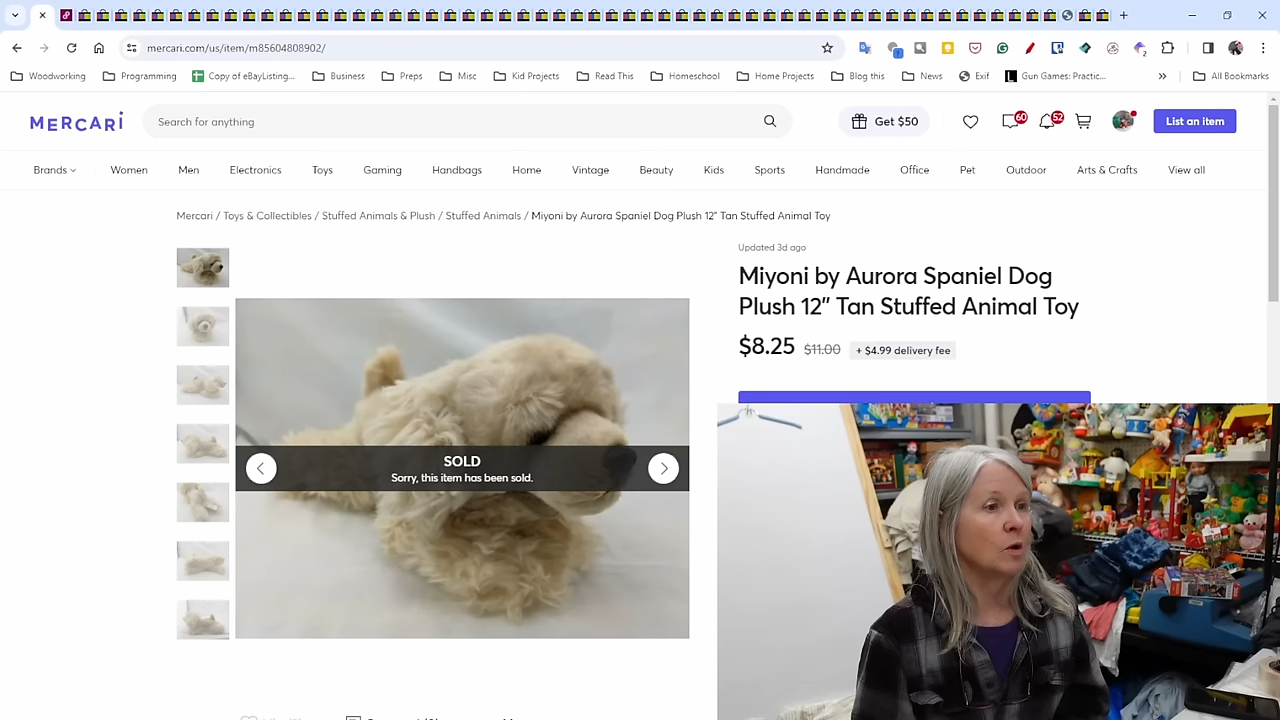 mercari.com/us/item/m85604808902/
Woodworking
Programming
Copy of eBayListing...
Business
Preps
Misc
Kid Projects
Read This
Homeschool
Home Projects
Blog this
News
Exif
L
Gun Games: Practic...
»
All Bookmarks
MERCARI
Search for anything
Get $50
60
52
List an item
Brands
Women
Men
Electronics
Toys
Gaming
Handbags
Home
Vintage
Beauty
Kids
Sports
Handmade
Office
Pet
Outdoor
Arts & Crafts
View all
Mercari / Toys & Collectibles / Stuffed Animals & Plush / Stuffed Animals / Miyoni by Aurora Spaniel Dog Plush 12" Tan Stuffed Animal Toy
Updated 3d ago
Miyoni by Aurora Spaniel Dog
Plush 12" Tan Stuffed Animal Toy
$8.25 $11.00 + $4.99 delivery fee
SOLD
Sorry, this item has been sold.